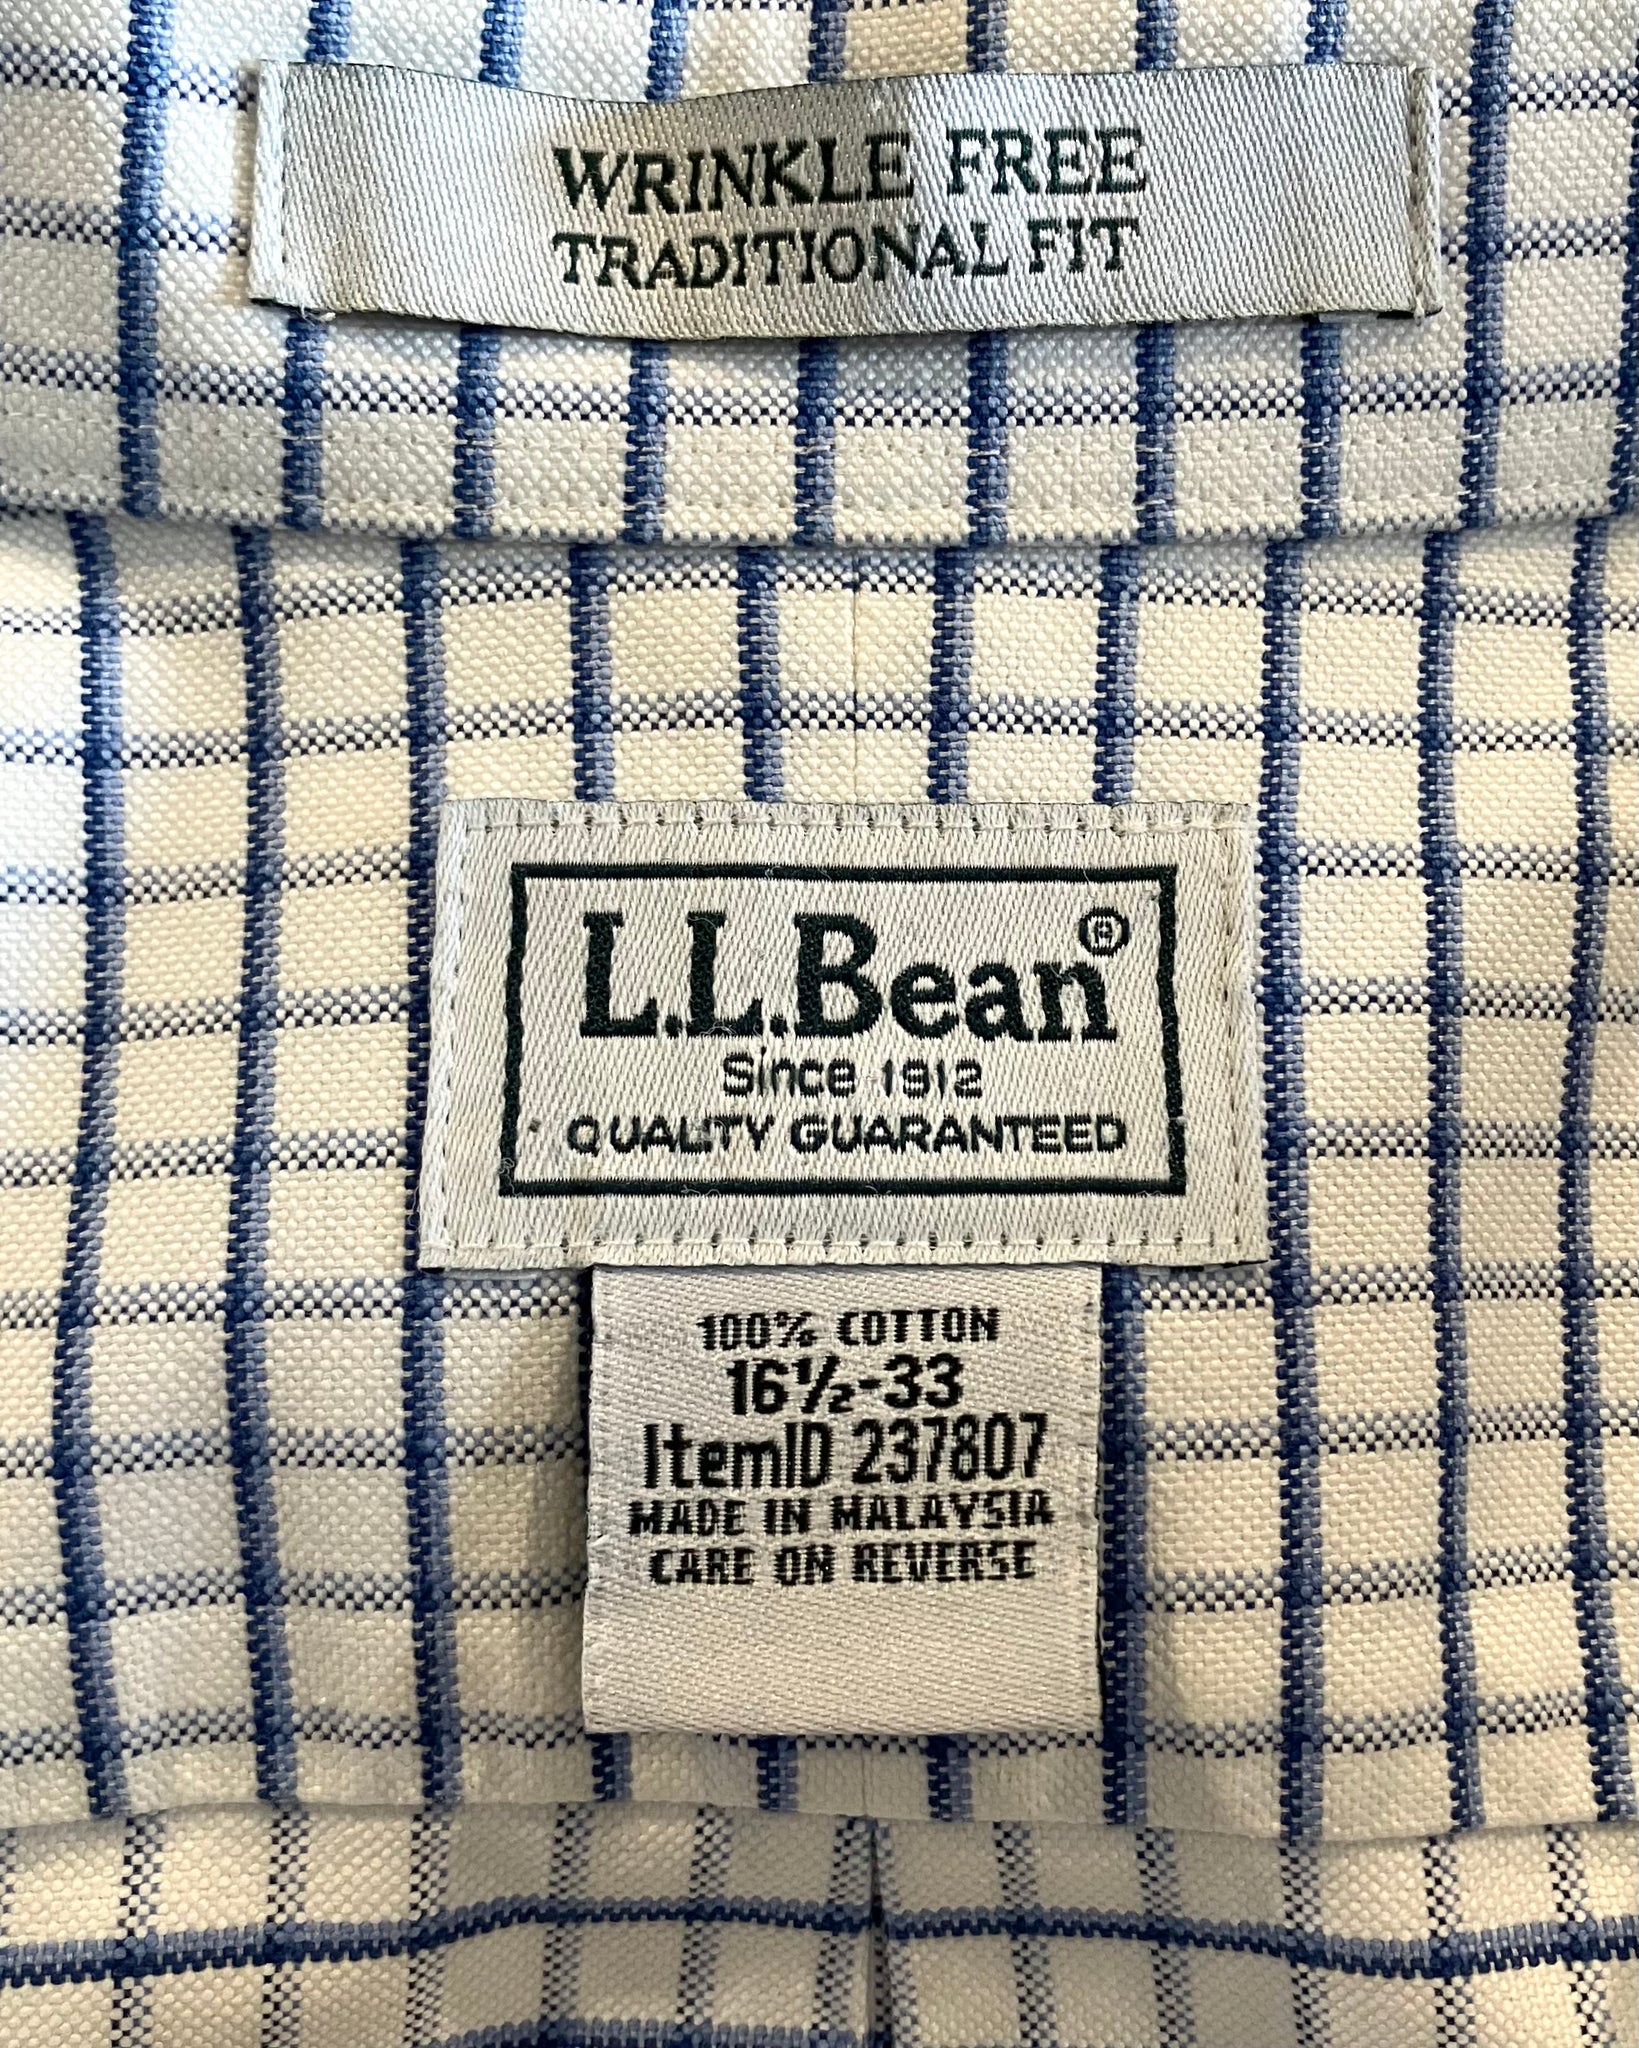 WRINKLE FREE
TRADITIONAL FIT
L.L.Bean®
Since 1912
QUALITY GUARANTEED
100% COTTON
16½-33
ItemID 237807
MADE IN MALAYSIA
CARE ON REVERSE